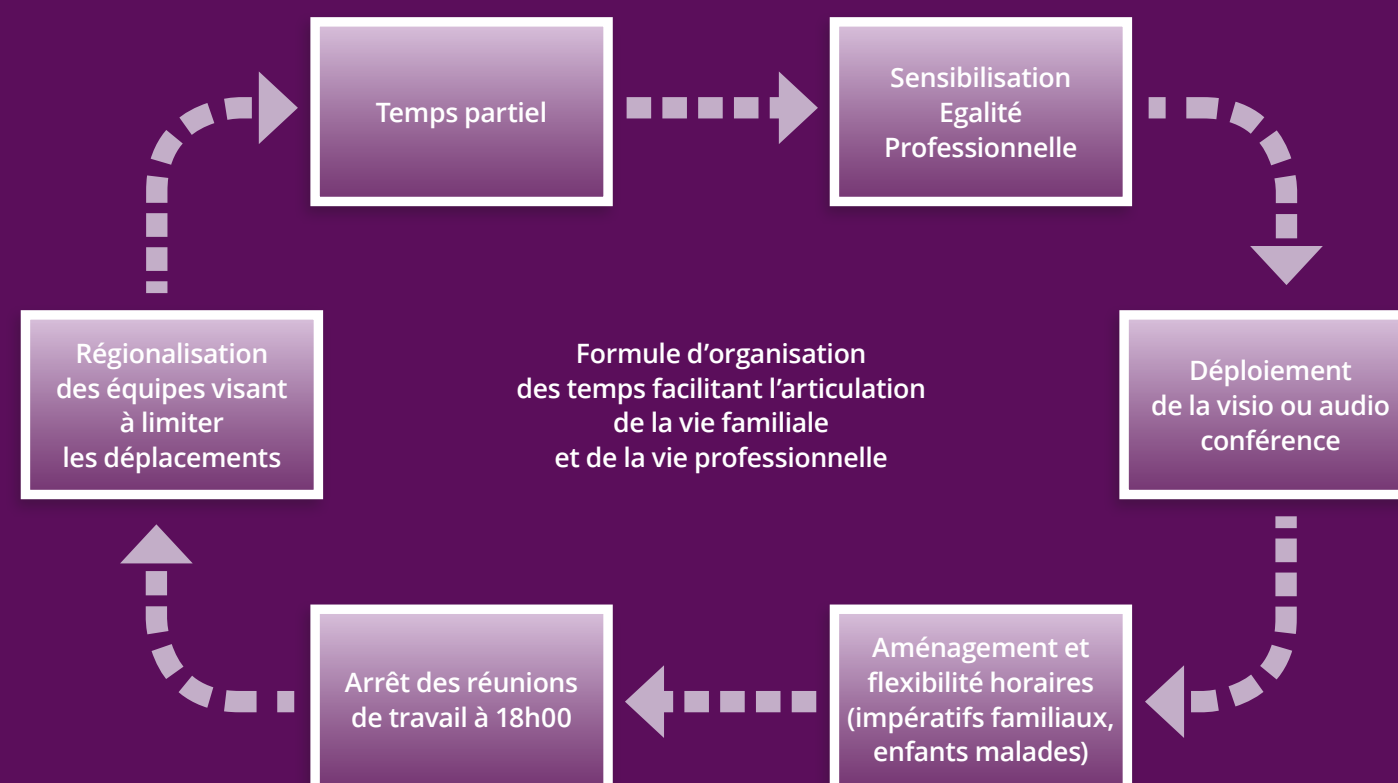 Temps partiel
Sensibilisation
Egalité
Professionnelle
Régionalisation
des équipes visant
à limiter
les déplacements
Formule d’organisation
des temps facilitant l’articulation
de la vie familiale
et de la vie professionnelle
Déploiement
de la visio ou audio
conférence
Arrêt des réunions
de travail à 18h00
Aménagement et
flexibilité horaires
(impératifs familiaux,
enfants malades)